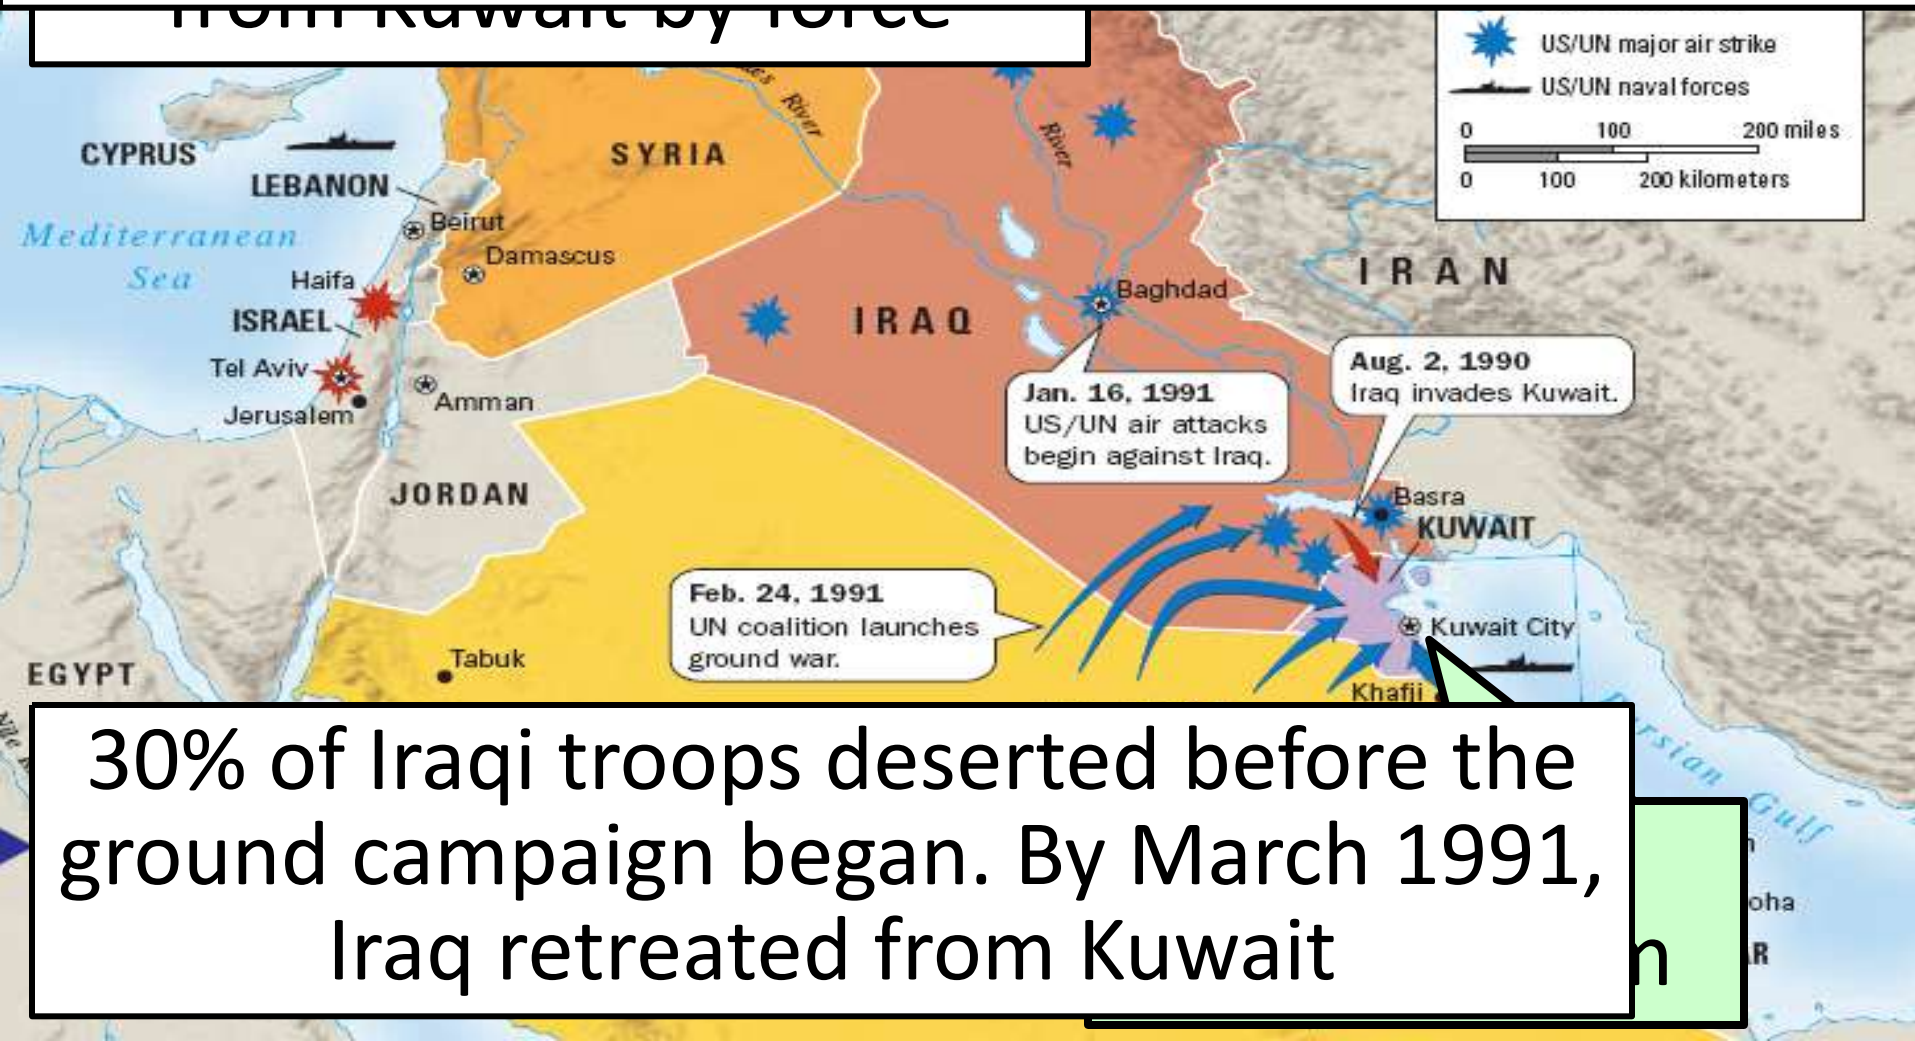 from Kuwait by force
US/UN major air strike
US/UN naval forces
0 100 200 miles
0 100 200 kilometers
CYPRUS
LEBANON
SYRIA
River
River
Beirut
Damascus
Mediterranean
Sea
Haifa
ISRAEL
Tel Aviv
Jerusalem
Amman
JORDAN
IRAQ
Baghdad
IRAN
Jan. 16, 1991
US/UN air attacks
begin against Iraq.
Aug. 2, 1990
Iraq invades Kuwait.
Basra
KUWAIT
Feb. 24, 1991
UN coalition launches
ground war.
Kuwait City
Khafji
EGYPT
Tabuk
Nile
Gulf
30% of Iraqi troops deserted before the
ground campaign began. By March 1991,
Iraq retreated from Kuwait